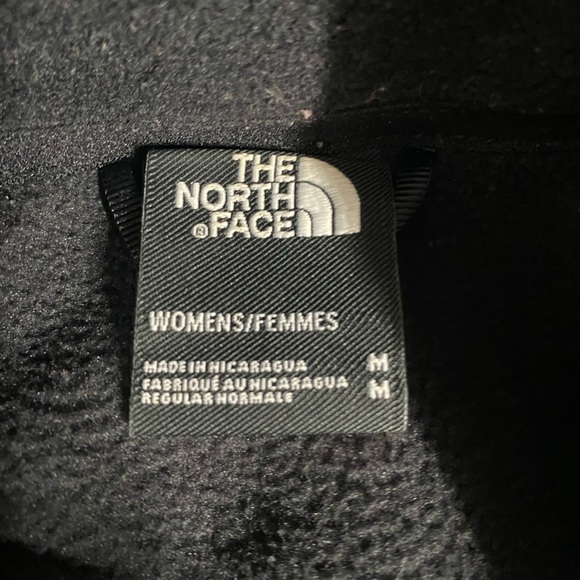 THE
NORTH
FACE
WOMENS/FEMMES
MADE IN NICARAGUA M
FABRIQUÉ AU NICARAGUA M
REGULAR NORMALE